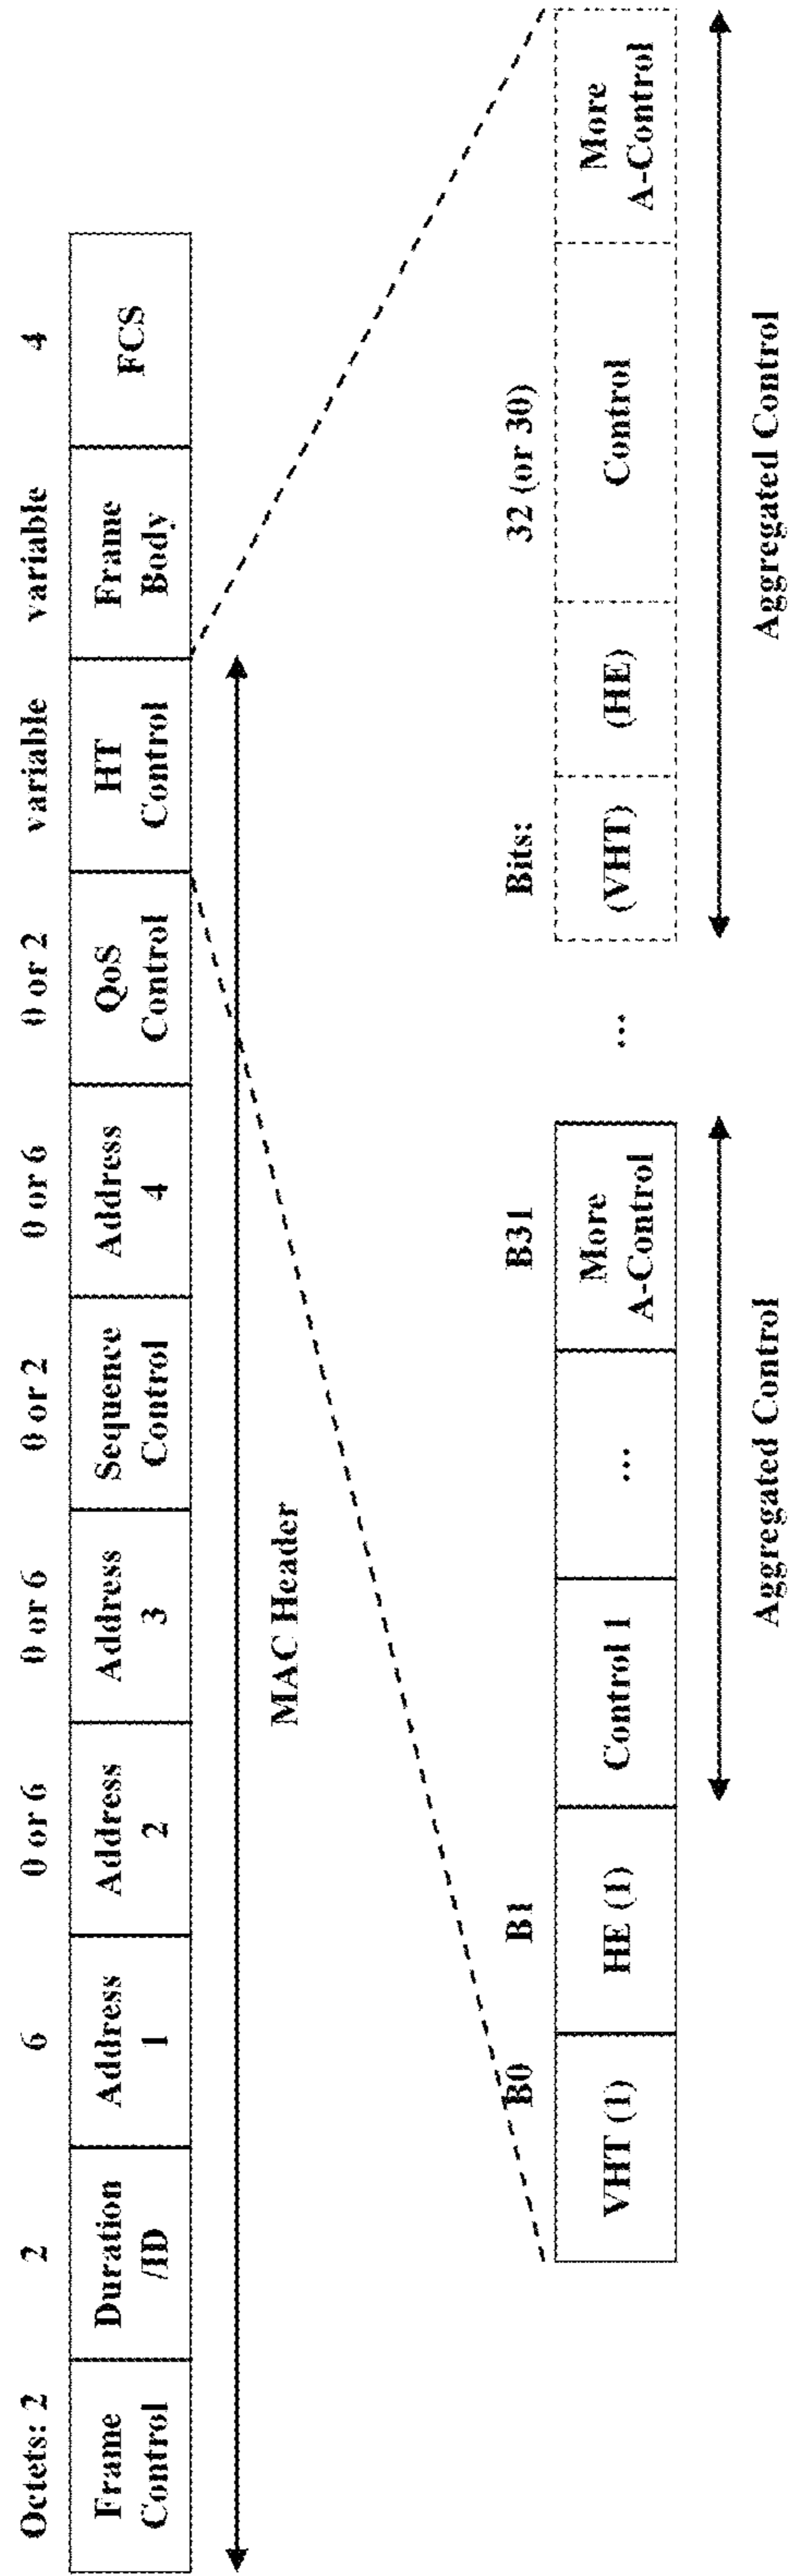 Octets: 2
2
6
0 or 6
0 or 6
0 or 2
0 or 6
0 or 2
variable
variable
4
Frame
Control
Duration
/ID
Address
1
Address
2
Address
3
Sequence
Control
Address
4
QoS
Control
HT
Control
Frame
Body
FCS
MAC Header
B0
B1
B31
Bits:
32 (or 30)
VHT (1)
HE (1)
Control 1
...
More
A-Control
...
(VHT)
(HE)
Control
More
A-Control
Aggregated Control
Aggregated Control